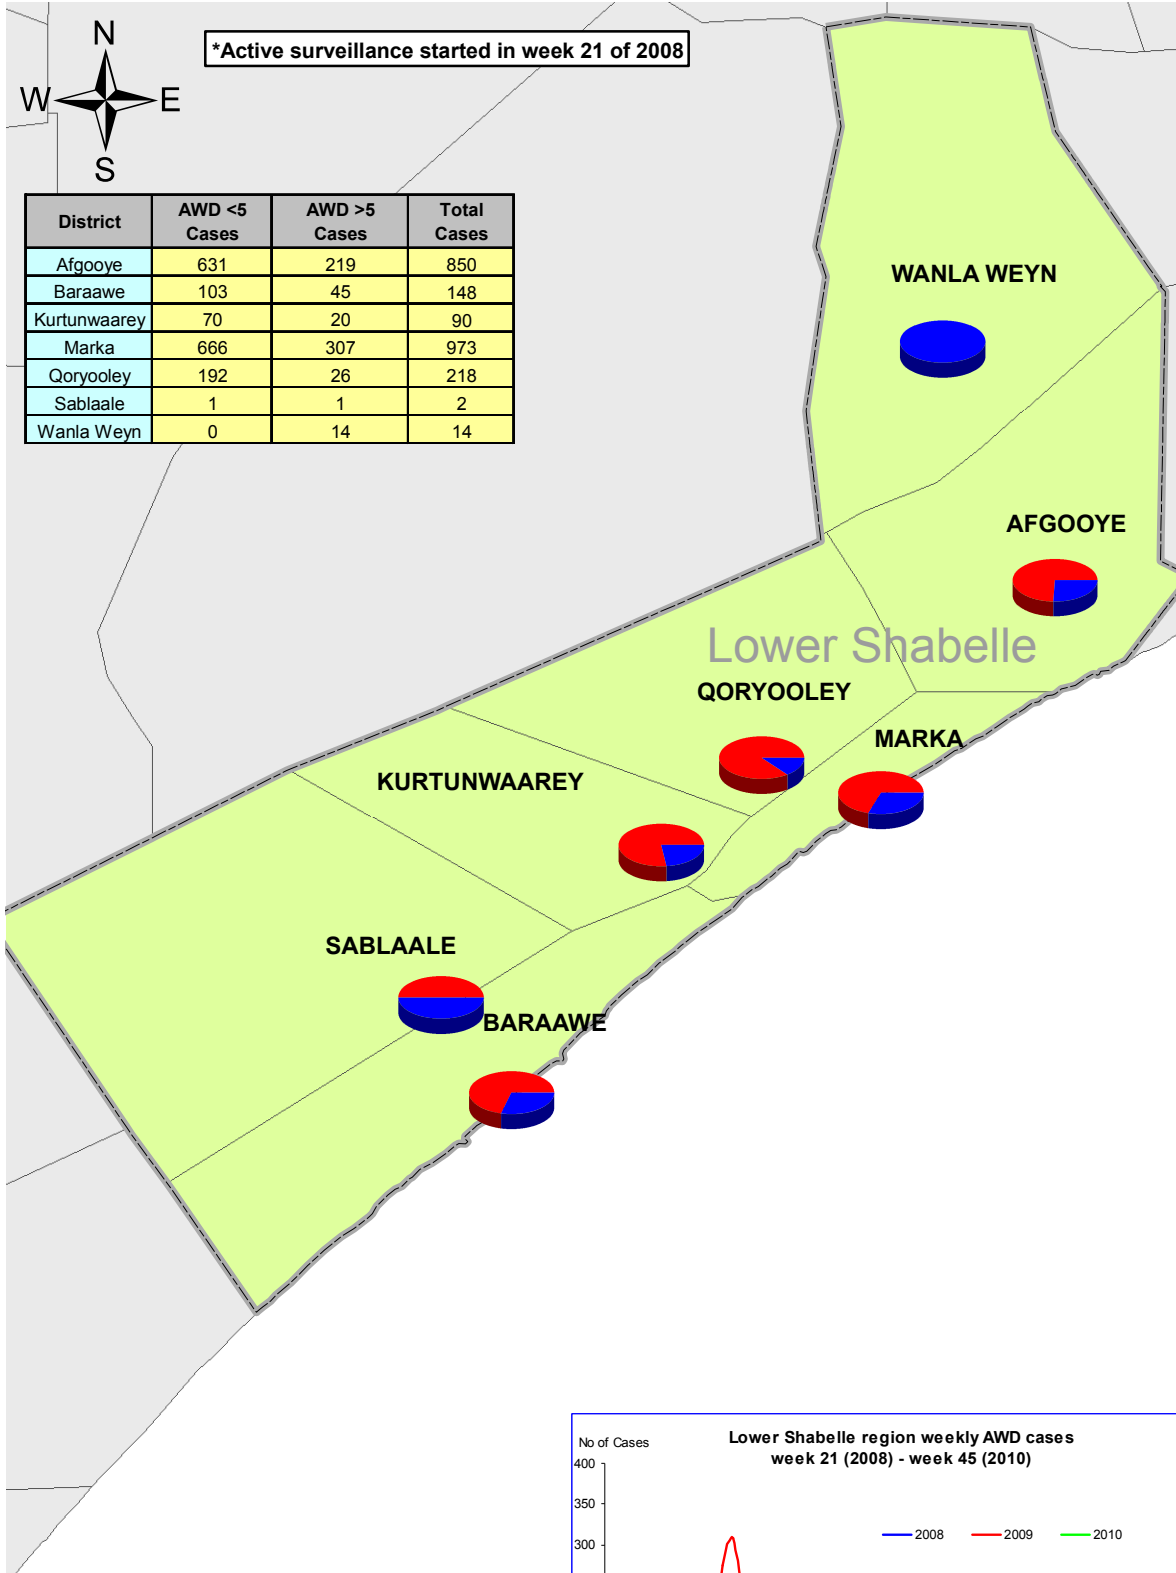 N
*Active surveillance started in week 21 of 2008
W E
S
District AWD <5 Cases AWD >5 Cases Total Cases
Afgooye 631 219 850
Baraawe 103 45 148
Kurtunwaarey 70 20 90
Marka 666 307 973
Qoryooley 192 26 218
Sablaale 1 1 2
Wanla Weyn 0 14 14
WANLA WEYN
AFGOOYE
Lower Shabelle
QORYOOLEY
MARKA
KURTUNWAAREY
SABLAALE
BARAAWE
No of Cases
Lower Shabelle region weekly AWD cases
week 21 (2008) - week 45 (2010)
400
350
2008 2009 2010
300